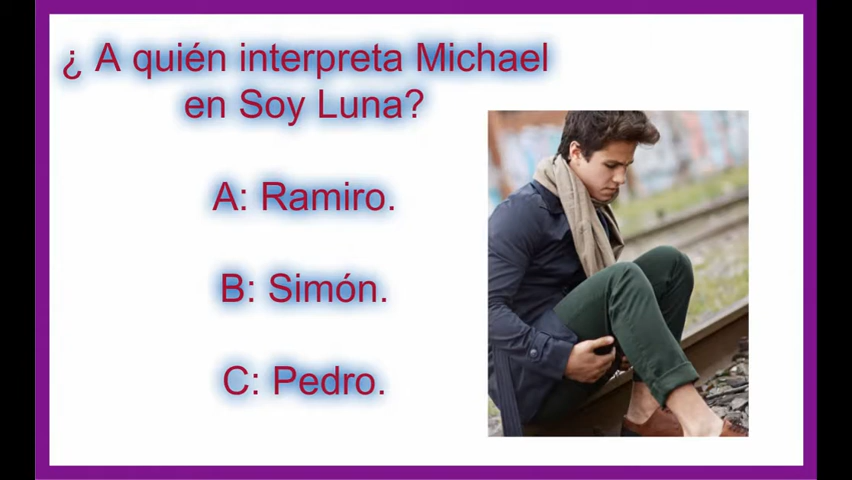 ¿ A quién interpreta Michael
en Soy Luna?
A: Ramiro.
B: Simón.
C: Pedro.